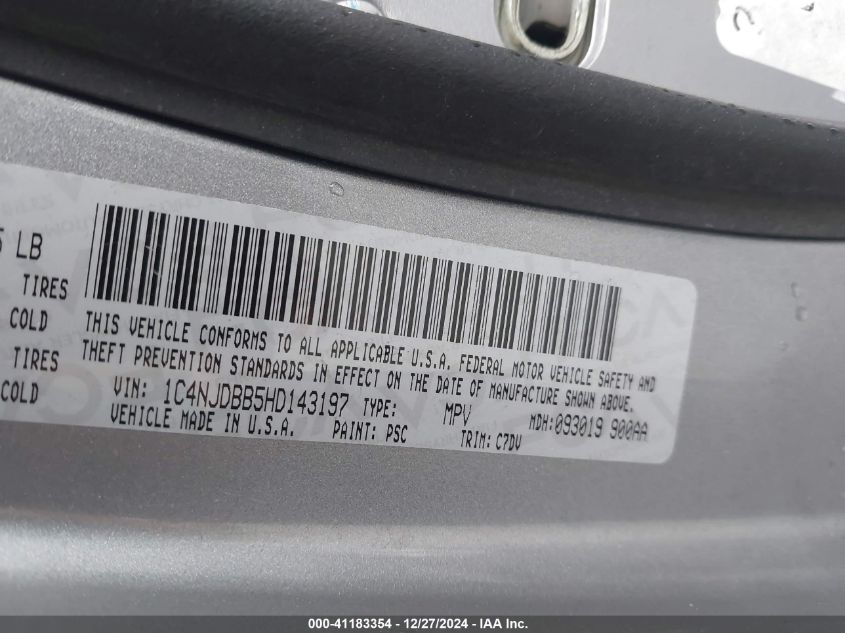 5 LB
TIRES
COLD
TIRES
COLD
THIS VEHICLE CONFORMS TO ALL APPLICABLE U.S.A. FEDERAL MOTOR VEHICLE SAFETY AND
THEFT PREVENTION STANDARDS IN EFFECT ON THE DATE OF MANUFACTURE SHOWN ABOVE.
VIN: 1C4NJDBB5HD143197 TYPE: MPV MDH:093019 900AA
VEHICLE MADE IN U.S.A. PAINT: PSC TRIM: C7DV
000-41183354 - 12/27/2024 - IAA Inc.